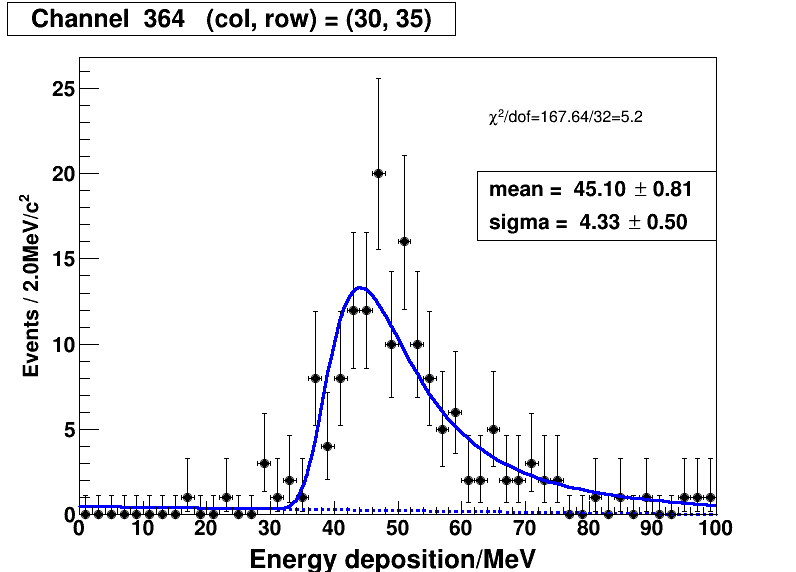 Channel 364 (col, row) = (30, 35)
χ²/dof=167.64/32=5.2
mean = 45.10 ± 0.81
sigma = 4.33 ± 0.50
Events / 2.0MeV/c²
25
20
15
10
5
0
0 10 20 30 40 50 60 70 80 90 100
Energy deposition/MeV